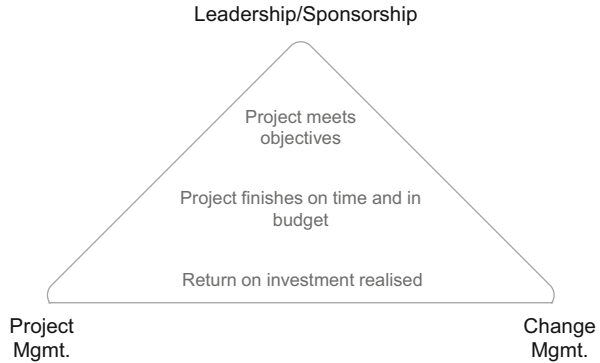 Leadership/Sponsorship
Project meets
objectives
Project finishes on time and in
budget
Return on investment realised
Project
Mgmt.
Change
Mgmt.